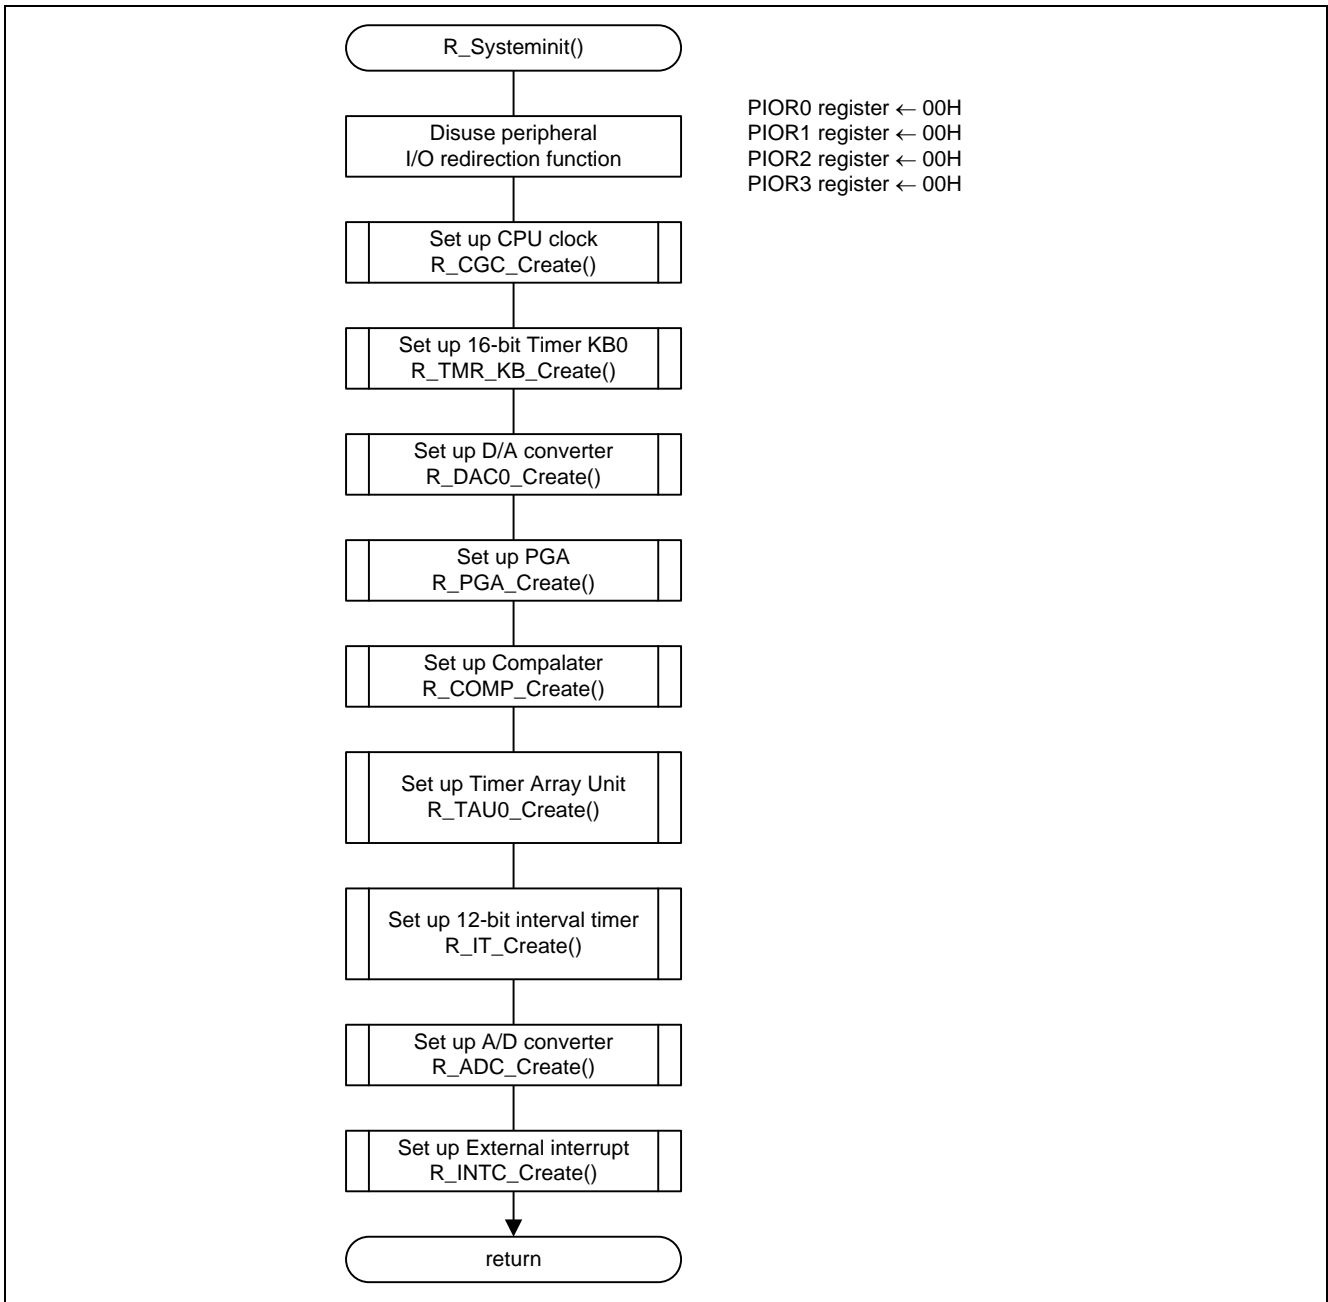 R_Systeminit()
Disuse peripheral
I/O redirection function
PIOR0 register ← 00H
PIOR1 register ← 00H
PIOR2 register ← 00H
PIOR3 register ← 00H
Set up CPU clock
R_CGC_Create()
Set up 16-bit Timer KB0
R_TMR_KB_Create()
Set up D/A converter
R_DAC0_Create()
Set up PGA
R_PGA_Create()
Set up Compalater
R_COMP_Create()
Set up Timer Array Unit
R_TAU0_Create()
Set up 12-bit interval timer
R_IT_Create()
Set up A/D converter
R_ADC_Create()
Set up External interrupt
R_INTC_Create()
return